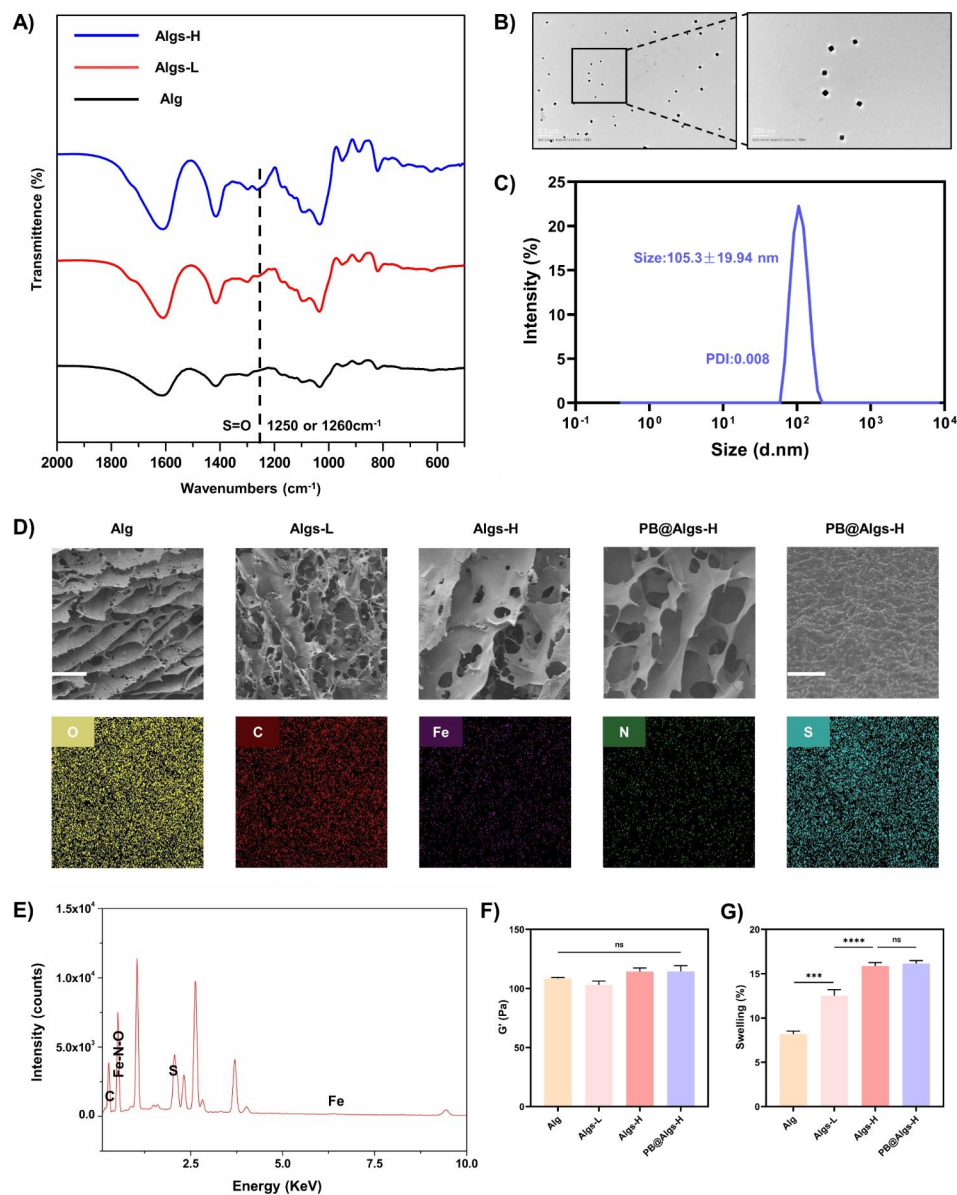 A)
Algs-H
Algs-L
Alg
Transmittence (%)
S=O
1250 or 1260cm⁻¹
2000 1800 1600 1400 1200 1000 800 600
Wavenumbers (cm⁻¹)
B)
C)
25
20
15
10
5
0
Intensity (%)
Size:105.3±19.94 nm
PDI:0.008
10⁻¹ 10⁰ 10¹ 10² 10³ 10⁴
Size (d.nm)
D)
Alg Algs-L Algs-H PB@Algs-H PB@Algs-H
O C Fe N S
E)
1.5x10⁴
1.0x10⁴
5.0x10³
0.0
Intensity (counts)
C
Fe-N-O
S
Fe
2.5 5.0 7.5 10.0
Energy (KeV)
F)
150
100
50
0
G' (Pa)
ns
Alg Algs-L Algs-H PB@Algs-H
G)
20
15
10
5
0
Swelling (%)
***
****
ns
Alg Algs-L Algs-H PB@Algs-H